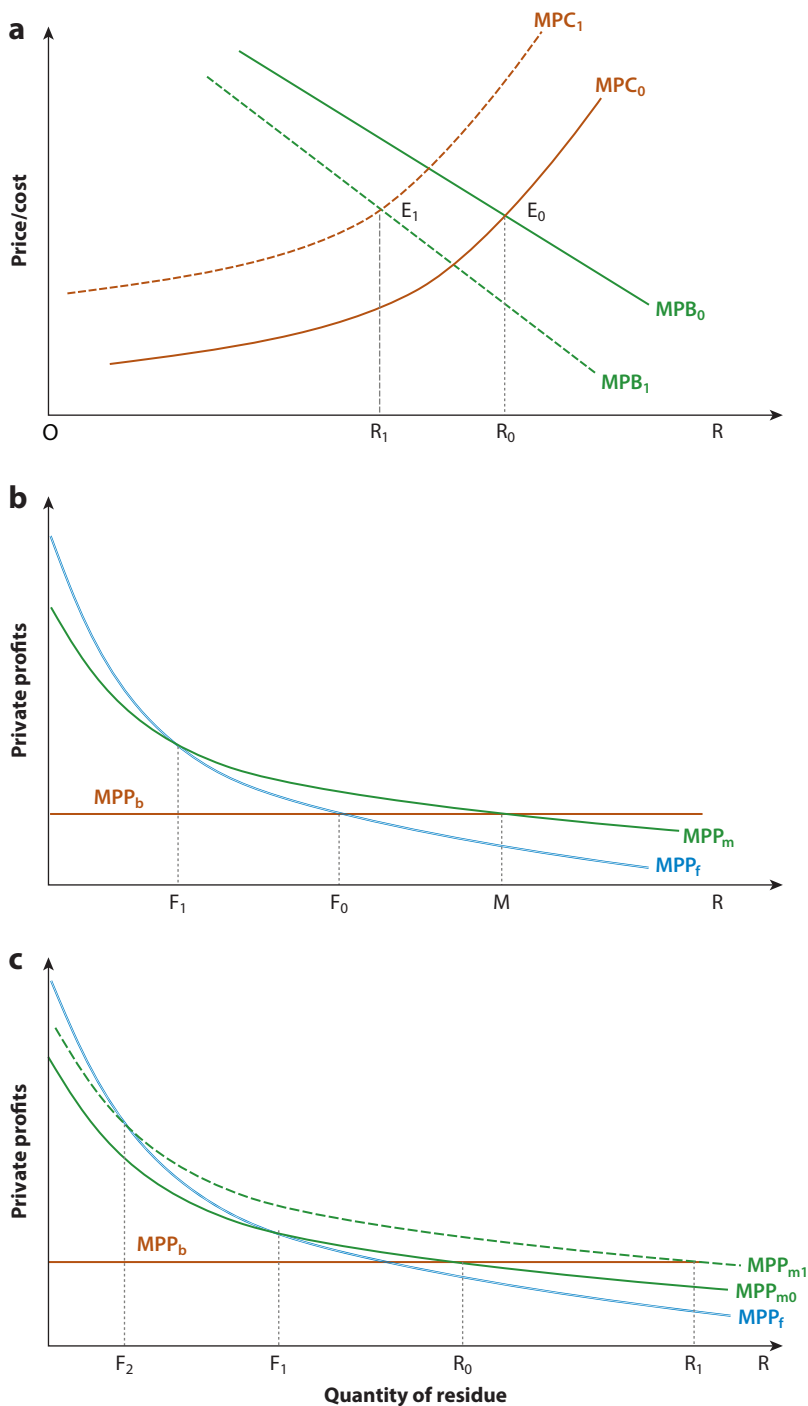 a
Price/cost
MPC1
MPC0
E1
E0
MPB0
MPB1
O
R1
R0
R
b
Private profits
MPPb
MPPm
MPPf
F1
F0
M
R
c
Private profits
MPPb
MPPm1
MPPm0
MPPf
F2
F1
R0
R1
R
Quantity of residue